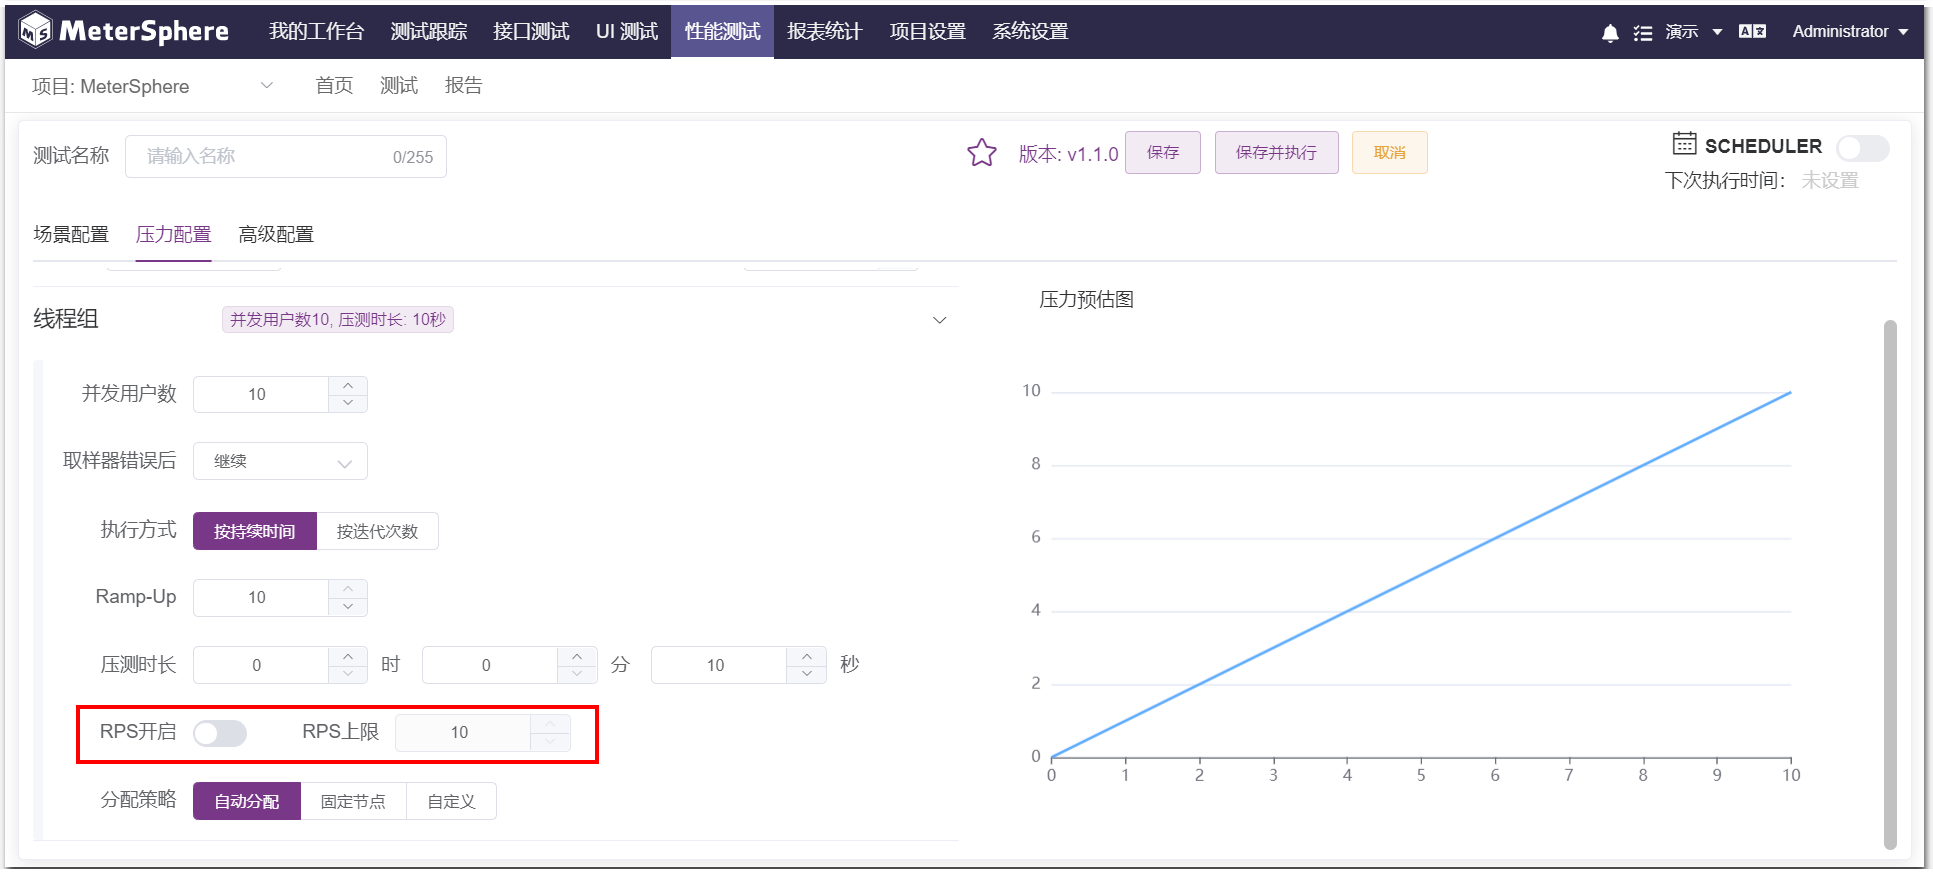 MeterSphere 我的工作台 测试跟踪 接口测试 UI 测试 性能测试 报表统计 项目设置 系统设置 演示 Administrator
项目: MeterSphere 首页 测试 报告
测试名称 请输入名称 0/255 版本: v1.1.0 保存 保存并执行 取消 SCHEDULER
下次执行时间： 未设置
场景配置 压力配置 高级配置
压力预估图
线程组 并发用户数10, 压测时长: 10秒
并发用户数 10
取样器错误后 继续
执行方式 按持续时间 按迭代次数
Ramp-Up 10
压测时长 0 时 0 分 10 秒
RPS开启 RPS上限 10
分配策略 自动分配 固定节点 自定义
10
8
6
4
2
0
0 1 2 3 4 5 6 7 8 9 10